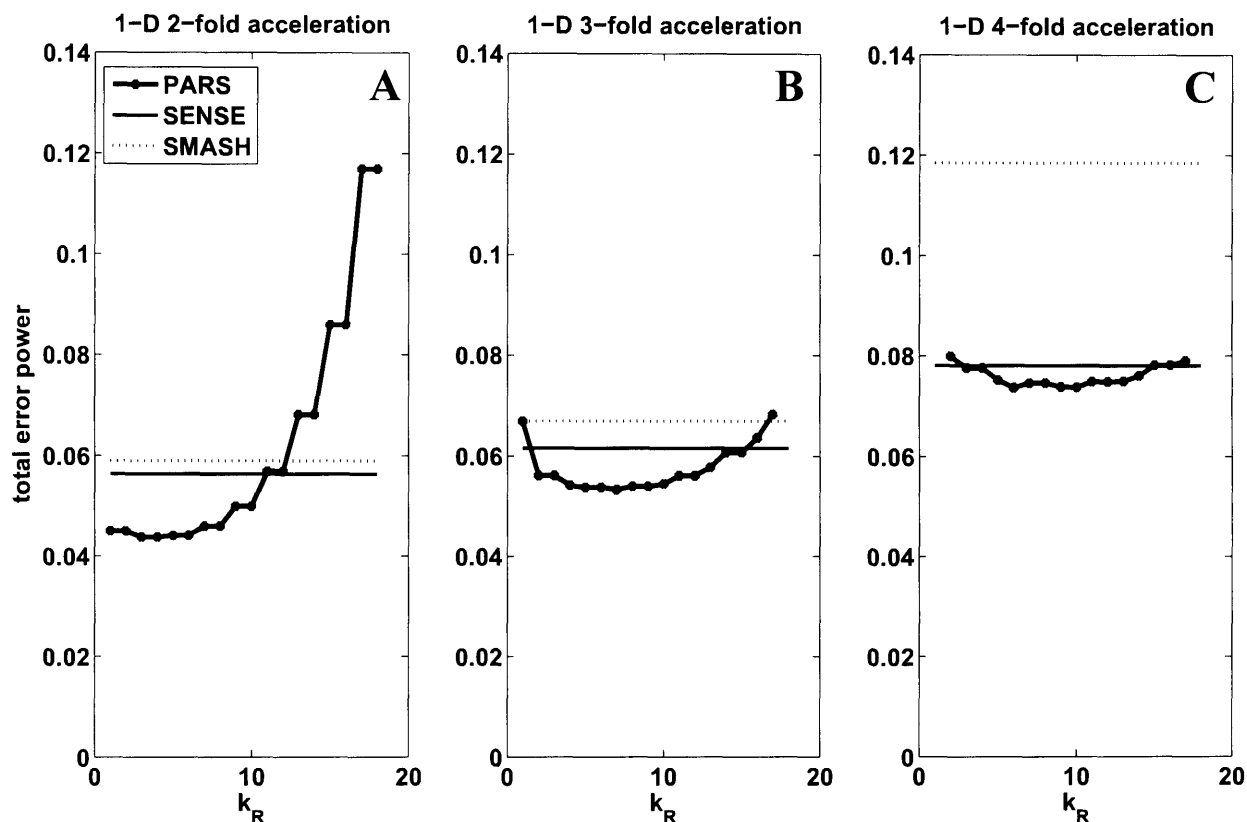 1-D 2-fold acceleration
1-D 3-fold acceleration
1-D 4-fold acceleration
PARS
SENSE
SMASH
A
B
C
total error power
0.14
0.12
0.1
0.08
0.06
0.04
0.02
0
0.14
0.12
0.1
0.08
0.06
0.04
0.02
0
0.14
0.12
0.1
0.08
0.06
0.04
0.02
0
0 10 20
0 10 20
0 10 20
k_R
k_R
k_R